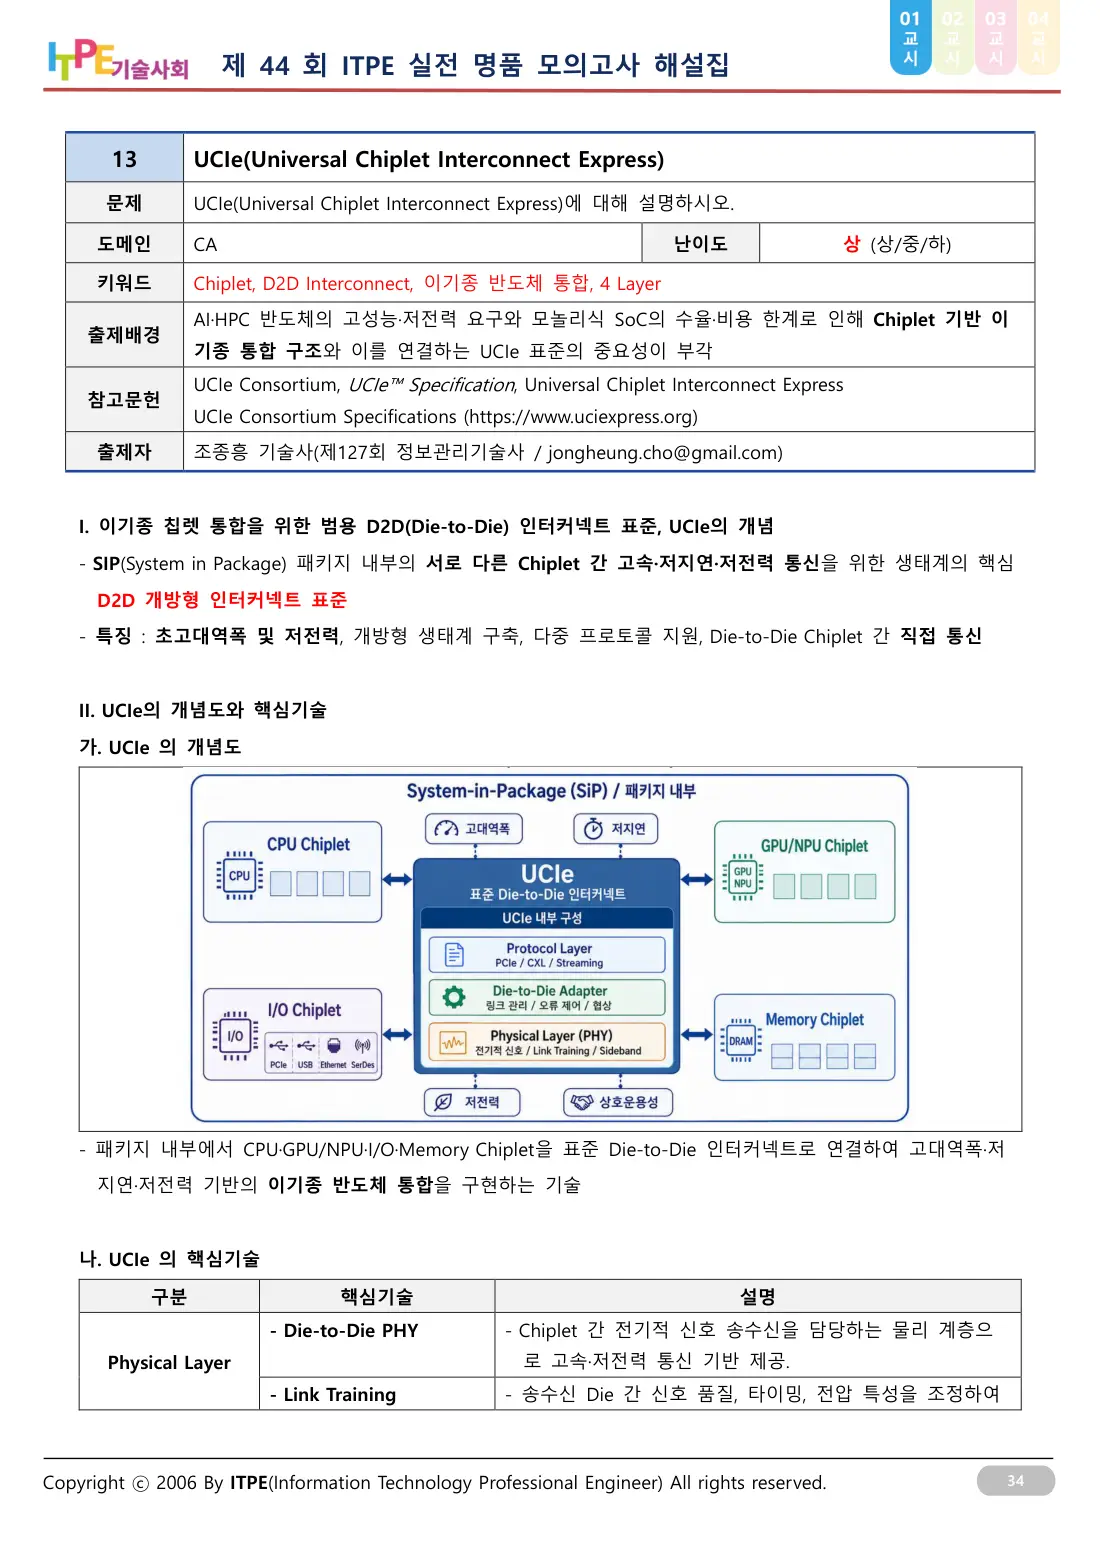 01 02 03 04
교 교 교 교
시 시 시 시
ITPE기술사회 제 44 회 ITPE 실전 명품 모의고사 해설집
13 UCIe(Universal Chiplet Interconnect Express)
문제 UCIe(Universal Chiplet Interconnect Express)에 대해 설명하시오.
도메인 CA 난이도 상 (상/중/하)
키워드 Chiplet, D2D Interconnect, 이기종 반도체 통합, 4 Layer
출제배경 AI·HPC 반도체의 고성능·저전력 요구와 모놀리식 SoC의 수율·비용 한계로 인해 Chiplet 기반 이
기종 통합 구조와 이를 연결하는 UCIe 표준의 중요성이 부각
참고문헌 UCIe Consortium, UCIe™ Specification, Universal Chiplet Interconnect Express
UCIe Consortium Specifications (https://www.uciexpress.org)
출제자 조종흥 기술사(제127회 정보관리기술사 / jongheung.cho@gmail.com)
I. 이기종 칩렛 통합을 위한 범용 D2D(Die-to-Die) 인터커넥트 표준, UCIe의 개념
- SIP(System in Package) 패키지 내부의 서로 다른 Chiplet 간 고속·저지연·저전력 통신을 위한 생태계의 핵심
D2D 개방형 인터커넥트 표준
- 특징 : 초고대역폭 및 저전력, 개방형 생태계 구축, 다중 프로토콜 지원, Die-to-Die Chiplet 간 직접 통신
II. UCIe의 개념도와 핵심기술
가. UCIe 의 개념도
System-in-Package (SiP) / 패키지 내부
고대역폭 저지연
CPU Chiplet
CPU
UCIe
표준 Die-to-Die 인터커넥트
UCIe 내부 구성
Protocol Layer
PCIe / CXL / Streaming
Die-to-Die Adapter
링크 관리 / 오류 제어 / 협상
Physical Layer (PHY)
전기적 신호 / Link Training / Sideband
GPU/NPU Chiplet
GPU
NPU
I/O Chiplet
I/O
PCIe USB Ethernet SerDes
Memory Chiplet
DRAM
저전력 상호운용성
- 패키지 내부에서 CPU·GPU/NPU·I/O·Memory Chiplet을 표준 Die-to-Die 인터커넥트로 연결하여 고대역폭·저
지연·저전력 기반의 이기종 반도체 통합을 구현하는 기술
나. UCIe 의 핵심기술
구분 핵심기술 설명
Physical Layer
- Die-to-Die PHY - Chiplet 간 전기적 신호 송수신을 담당하는 물리 계층으
로 고속·저전력 통신 기반 제공.
- Link Training - 송수신 Die 간 신호 품질, 타이밍, 전압 특성을 조정하여
Copyright ⓒ 2006 By ITPE(Information Technology Professional Engineer) All rights reserved. 34